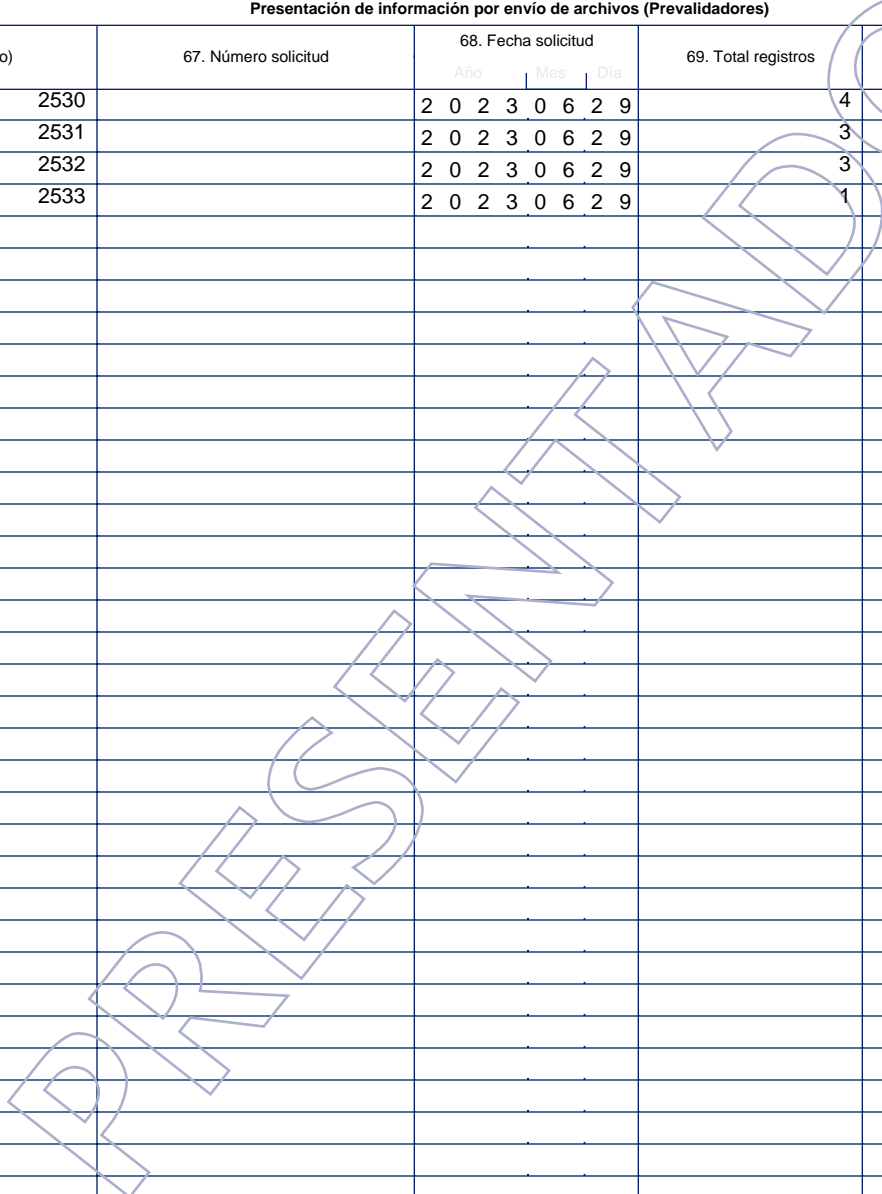 Presentación de información por envío de archivos (Prevalidadores)
o) 67. Número solicitud 68. Fecha solicitud 69. Total registros
Año Mes Día
2530 2 0 2 3 0 6 2 9 4
2531 2 0 2 3 0 6 2 9 3
2532 2 0 2 3 0 6 2 9 3
2533 2 0 2 3 0 6 2 9 1
PRESENTADO